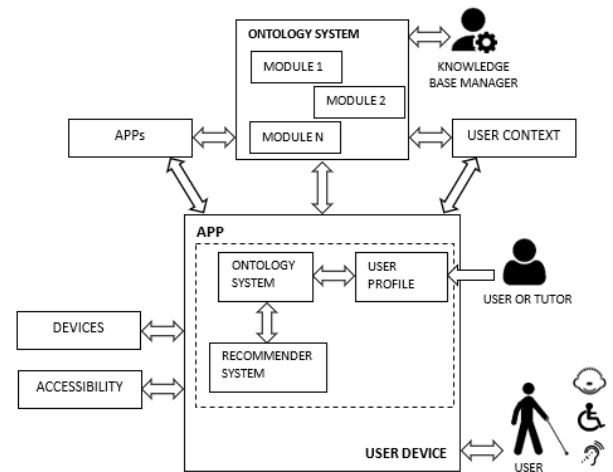 ONTOLOGY SYSTEM
MODULE 1
MODULE 2
MODULE N
KNOWLEDGE
BASE MANAGER
APPs
USER CONTEXT
APP
ONTOLOGY
SYSTEM
USER
PROFILE
USER OR TUTOR
DEVICES
RECOMMENDER
SYSTEM
ACCESSIBILITY
USER DEVICE
USER